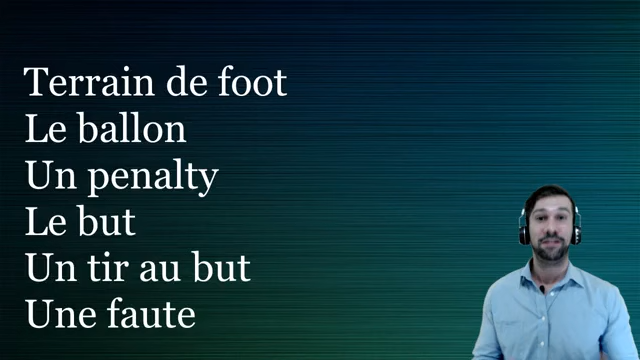 Terrain de foot
Le ballon
Un penalty
Le but
Un tir au but
Une faute